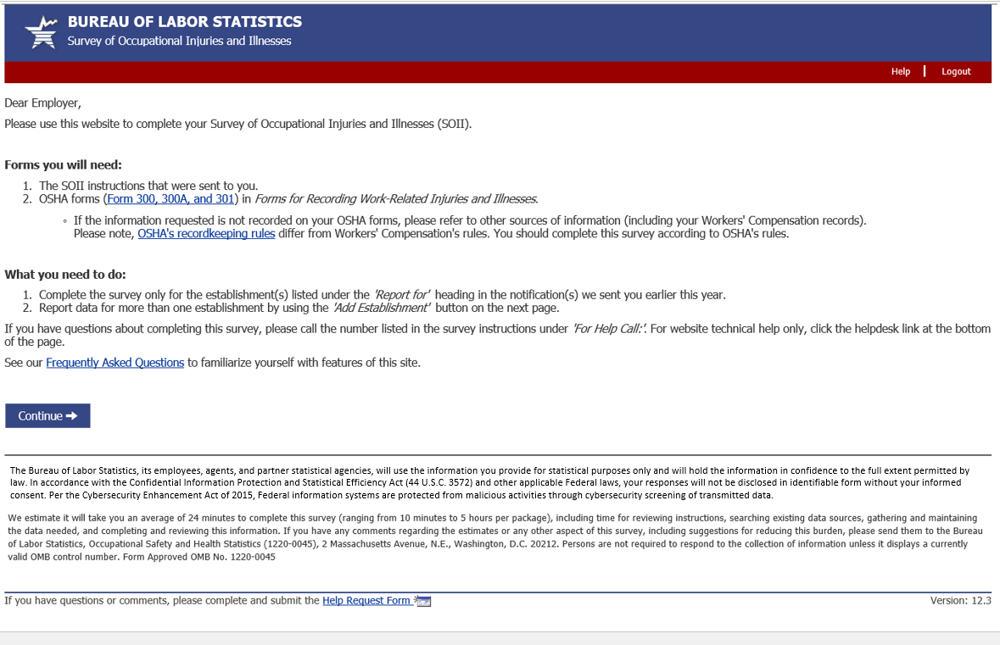 BUREAU OF LABOR STATISTICS
Survey of Occupational Injuries and Illnesses
Help | Logout
Dear Employer,
Please use this website to complete your Survey of Occupational Injuries and Illnesses (SOII).
Forms you will need:
1. The SOII instructions that were sent to you.
2. OSHA forms (Form 300, 300A, and 301) in Forms for Recording Work-Related Injuries and Illnesses.
◦ If the information requested is not recorded on your OSHA forms, please refer to other sources of information (including your Workers' Compensation records).
Please note, OSHA's recordkeeping rules differ from Workers' Compensation's rules. You should complete this survey according to OSHA's rules.
What you need to do:
1. Complete the survey only for the establishment(s) listed under the 'Report for' heading in the notification(s) we sent you earlier this year.
2. Report data for more than one establishment by using the 'Add Establishment' button on the next page.
If you have questions about completing this survey, please call the number listed in the survey instructions under 'For Help Call:'. For website technical help only, click the helpdesk link at the bottom
of the page.
See our Frequently Asked Questions to familiarize yourself with features of this site.
Continue ➔
The Bureau of Labor Statistics, its employees, agents, and partner statistical agencies, will use the information you provide for statistical purposes only and will hold the information in confidence to the full extent permitted by
law. In accordance with the Confidential Information Protection and Statistical Efficiency Act (44 U.S.C. 3572) and other applicable Federal laws, your responses will not be disclosed in identifiable form without your informed
consent. Per the Cybersecurity Enhancement Act of 2015, Federal information systems are protected from malicious activities through cybersecurity screening of transmitted data.
We estimate it will take you an average of 24 minutes to complete this survey (ranging from 10 minutes to 5 hours per package), including time for reviewing instructions, searching existing data sources, gathering and maintaining
the data needed, and completing and reviewing this information. If you have any comments regarding the estimates or any other aspect of this survey, including suggestions for reducing this burden, please send them to the Bureau
of Labor Statistics, Occupational Safety and Health Statistics (1220-0045), 2 Massachusetts Avenue, N.E., Washington, D.C. 20212. Persons are not required to respond to the collection of information unless it displays a currently
valid OMB control number. Form Approved OMB No. 1220-0045
If you have questions or comments, please complete and submit the Help Request Form Version: 12.3